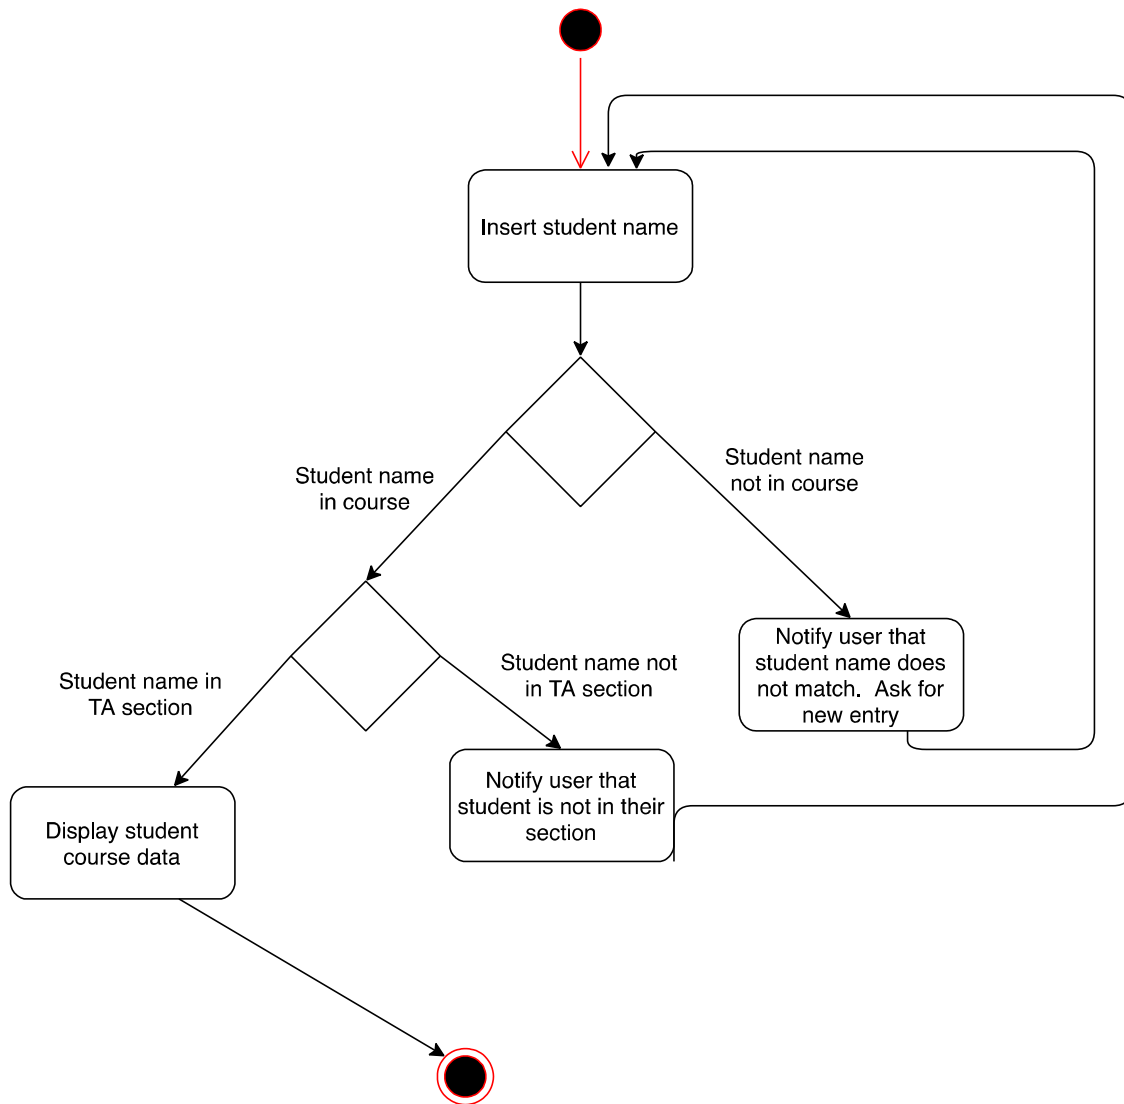 Insert student name
Student name
in course
Student name
not in course
Student name in
TA section
Student name not
in TA section
Notify user that
student name does
not match.  Ask for
new entry
Notify user that
student is not in their
section
Display student
course data